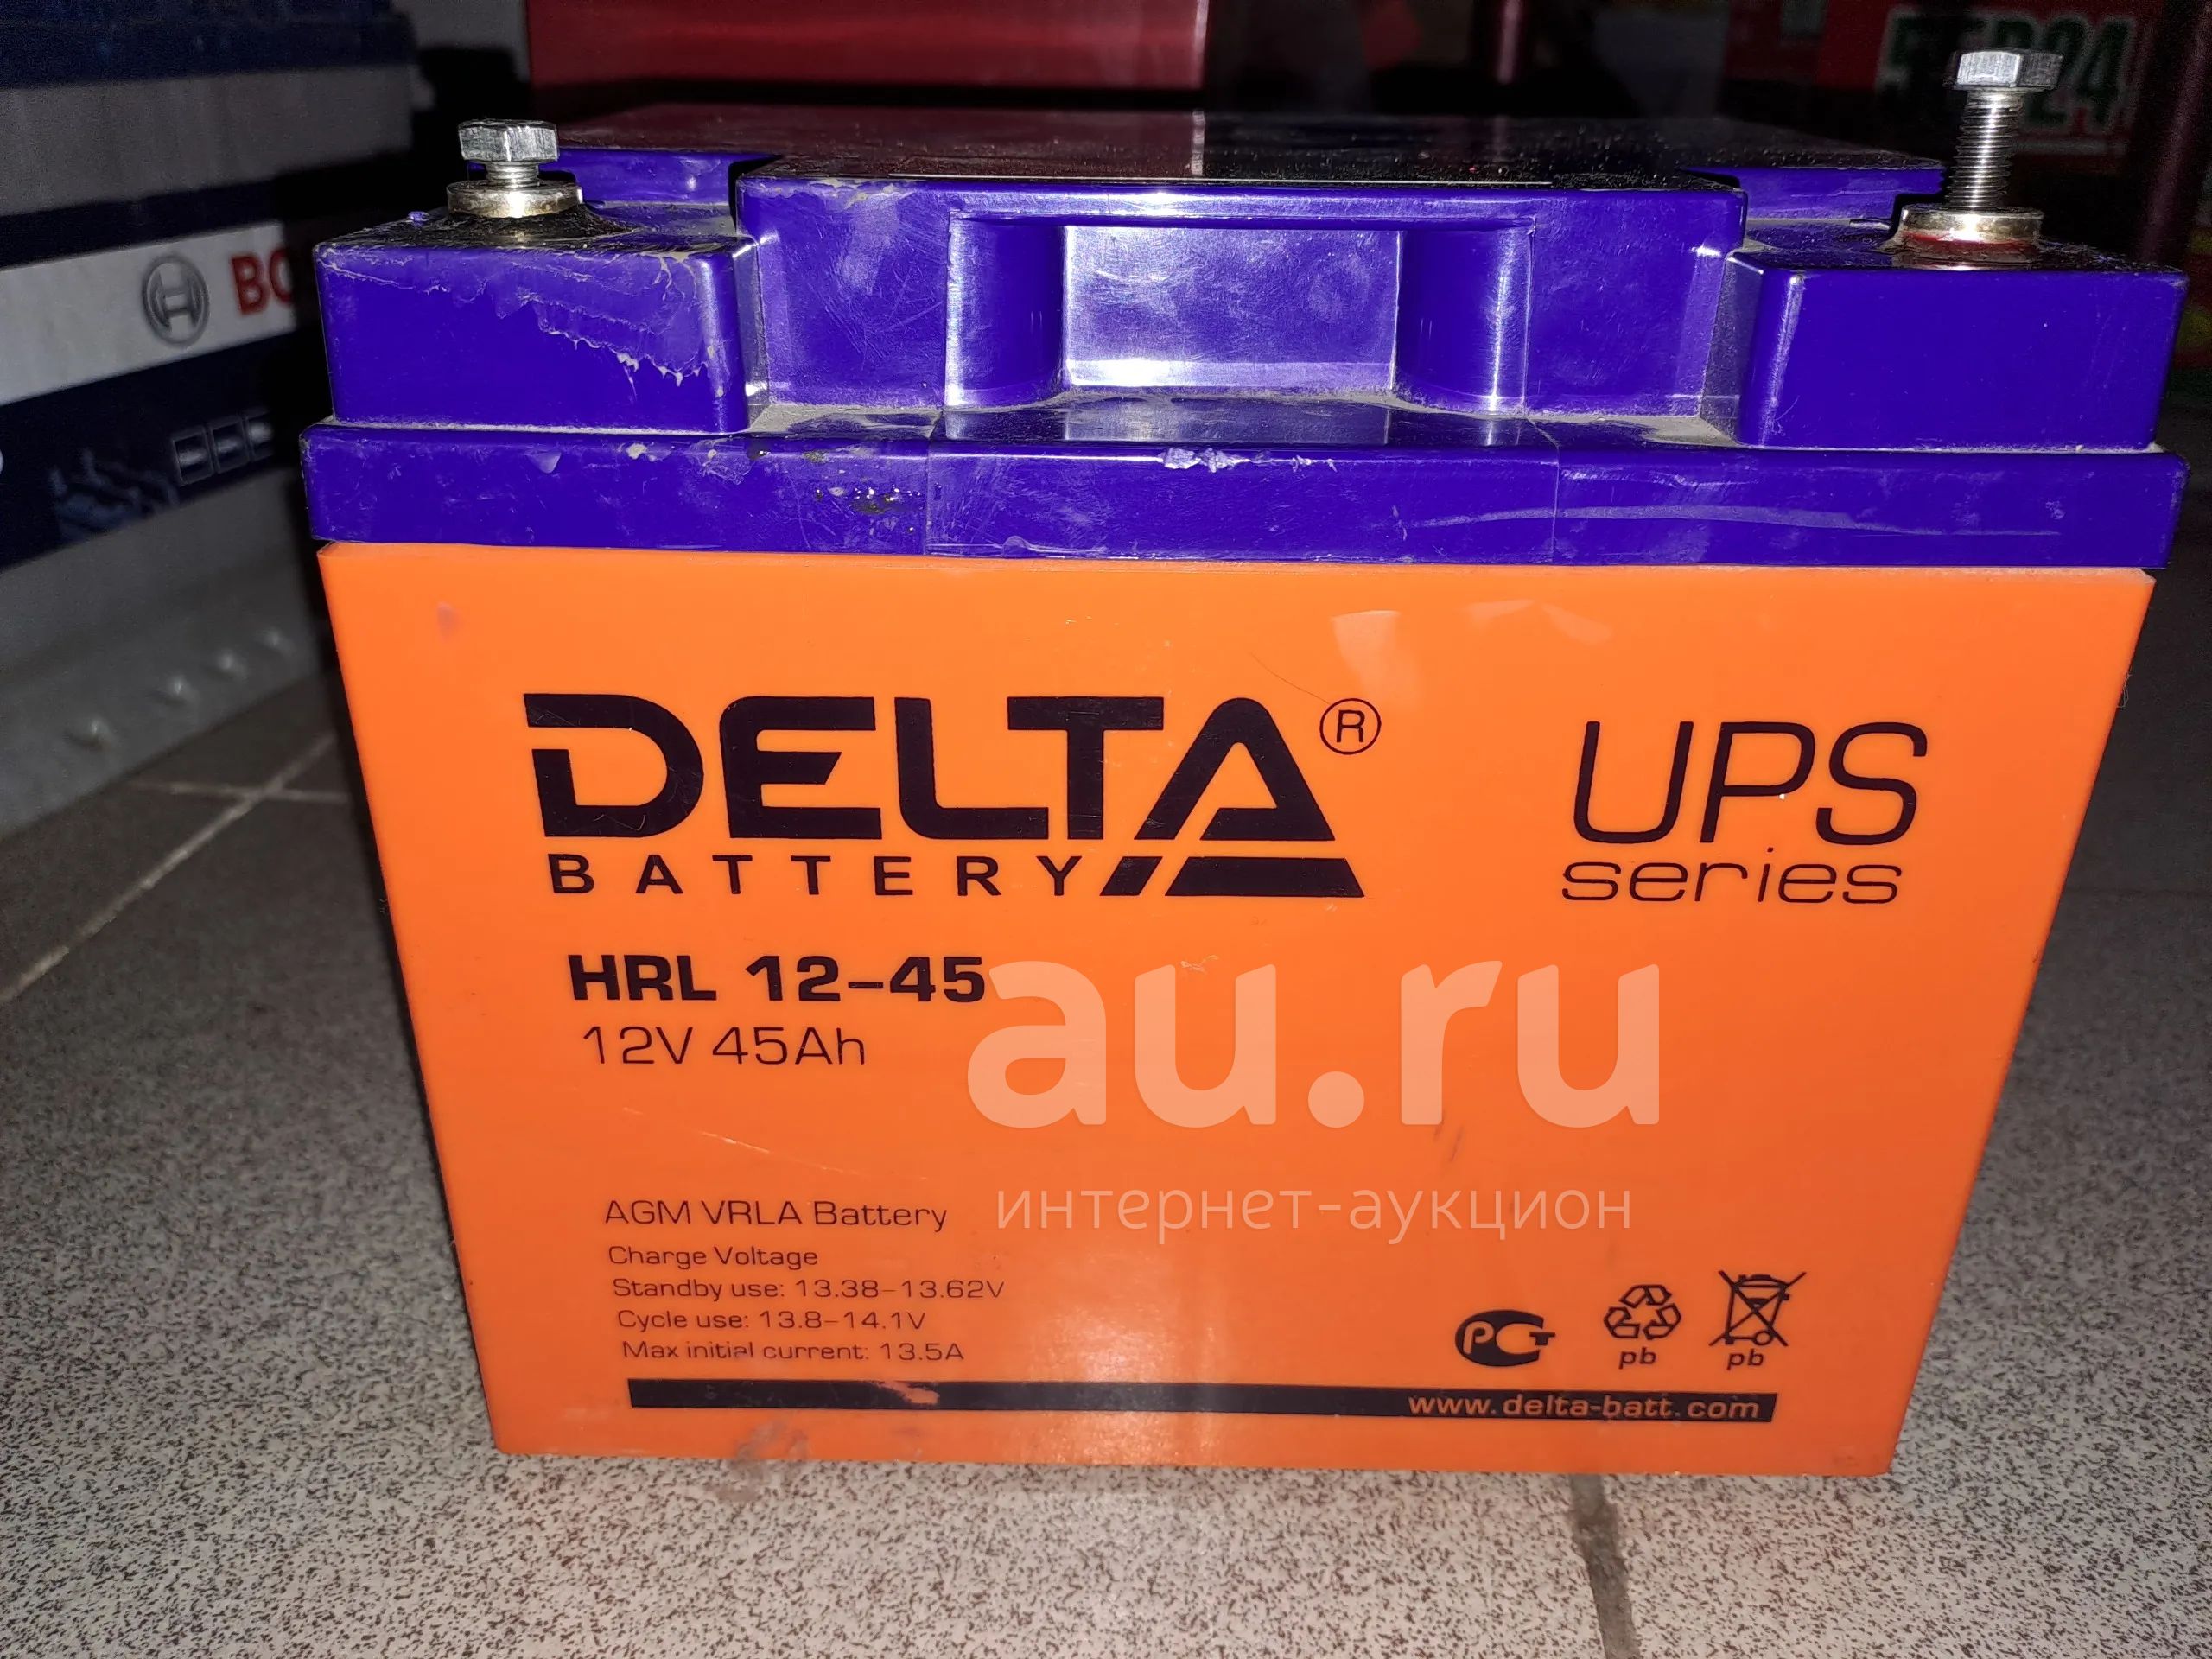 DELTA®
BATTERY
UPS
series
HRL 12-45
12V 45Ah
au.ru
интернет-аукцион
AGM VRLA Battery
Charge Voltage
Standby use: 13.38-13.62V
Cycle use: 13.8-14.1V
Max initial current: 13.5A
pb
pb
www.delta-batt.com